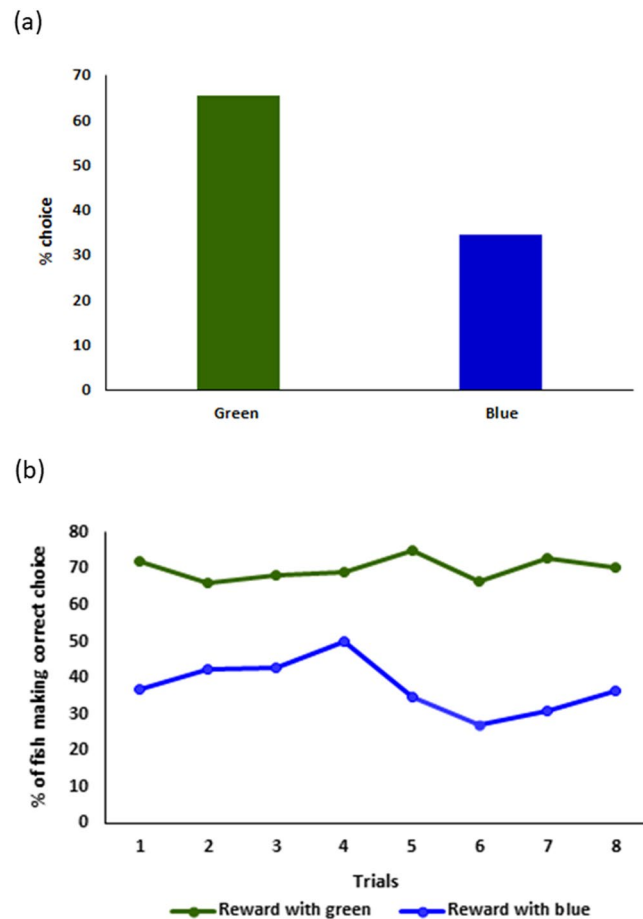 (a)
70
60
50
40
30
20
10
0
% choice
Green Blue
(b)
80
70
60
50
40
30
20
10
0
% of fish making correct choice
1 2 3 4 5 6 7 8
Trials
Reward with green Reward with blue